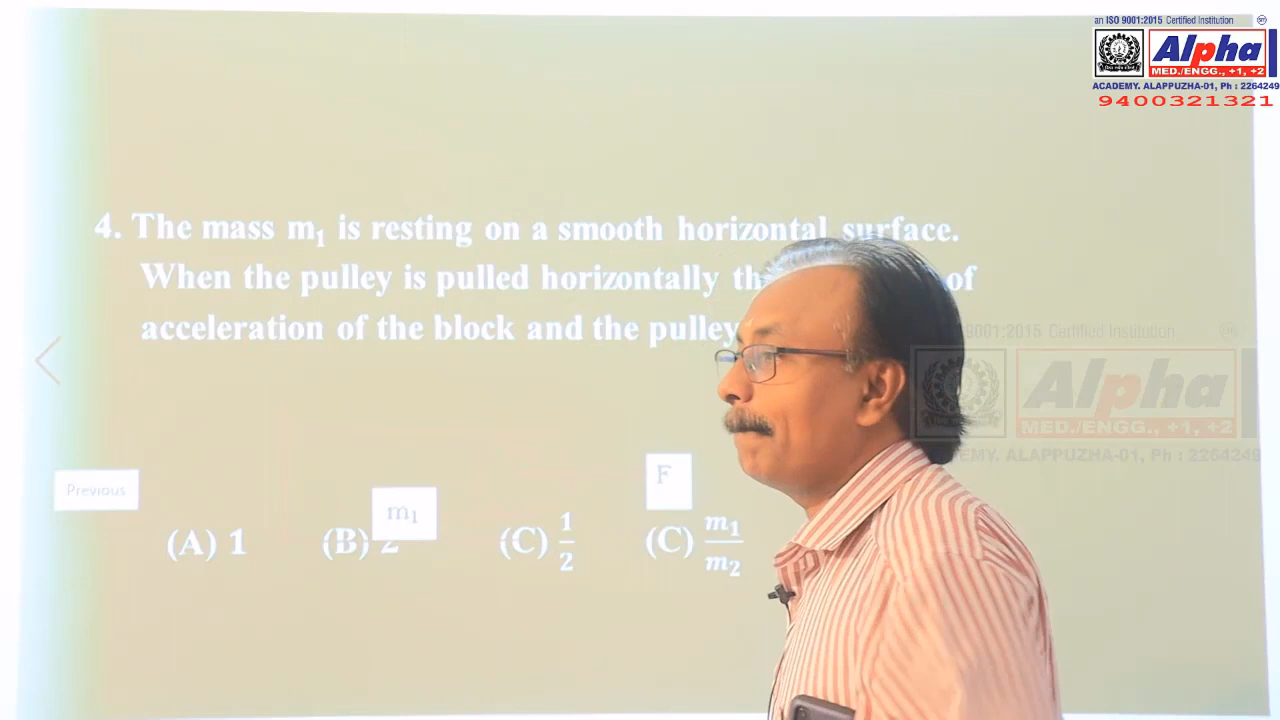 an ISO 9001:2015 Certified Institution
Alpha
MED./ENGG., +1, +2
ACADEMY. ALAPPUZHA-01, Ph : 2264249
9400321321
4. The mass m₁ is resting on a smooth horizontal surface.
When the pulley is pulled horizontally of
acceleration of the block and the pulley
9001:2015 Certified Institution
Alpha
MED./ENGG., +1, +2
EMY. ALAPPUZHA-01, Ph : 2264249
Previous
F
m₁
(A) 1 (B) 2 (C) 1/2 (C) m₁/m₂